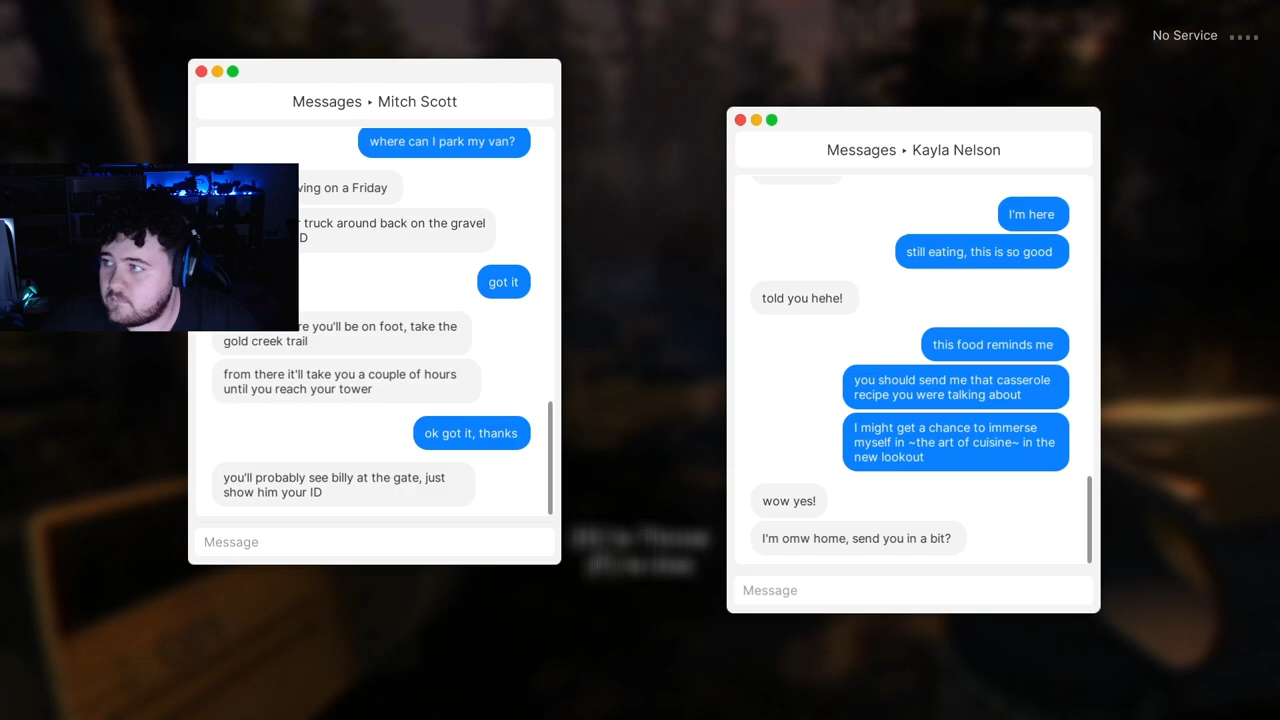 No Service
Messages ‣ Mitch Scott
where can I park my van?
ving on a Friday
truck around back on the gravel
got it
you'll be on foot, take the
gold creek trail
from there it'll take you a couple of hours
until you reach your tower
ok got it, thanks
you'll probably see billy at the gate, just
show him your ID
Message
Messages ‣ Kayla Nelson
I'm here
still eating, this is so good
told you hehe!
this food reminds me
you should send me that casserole
recipe you were talking about
I might get a chance to immerse
myself in ~the art of cuisine~ in the
new lookout
wow yes!
I'm omw home, send you in a bit?
Message